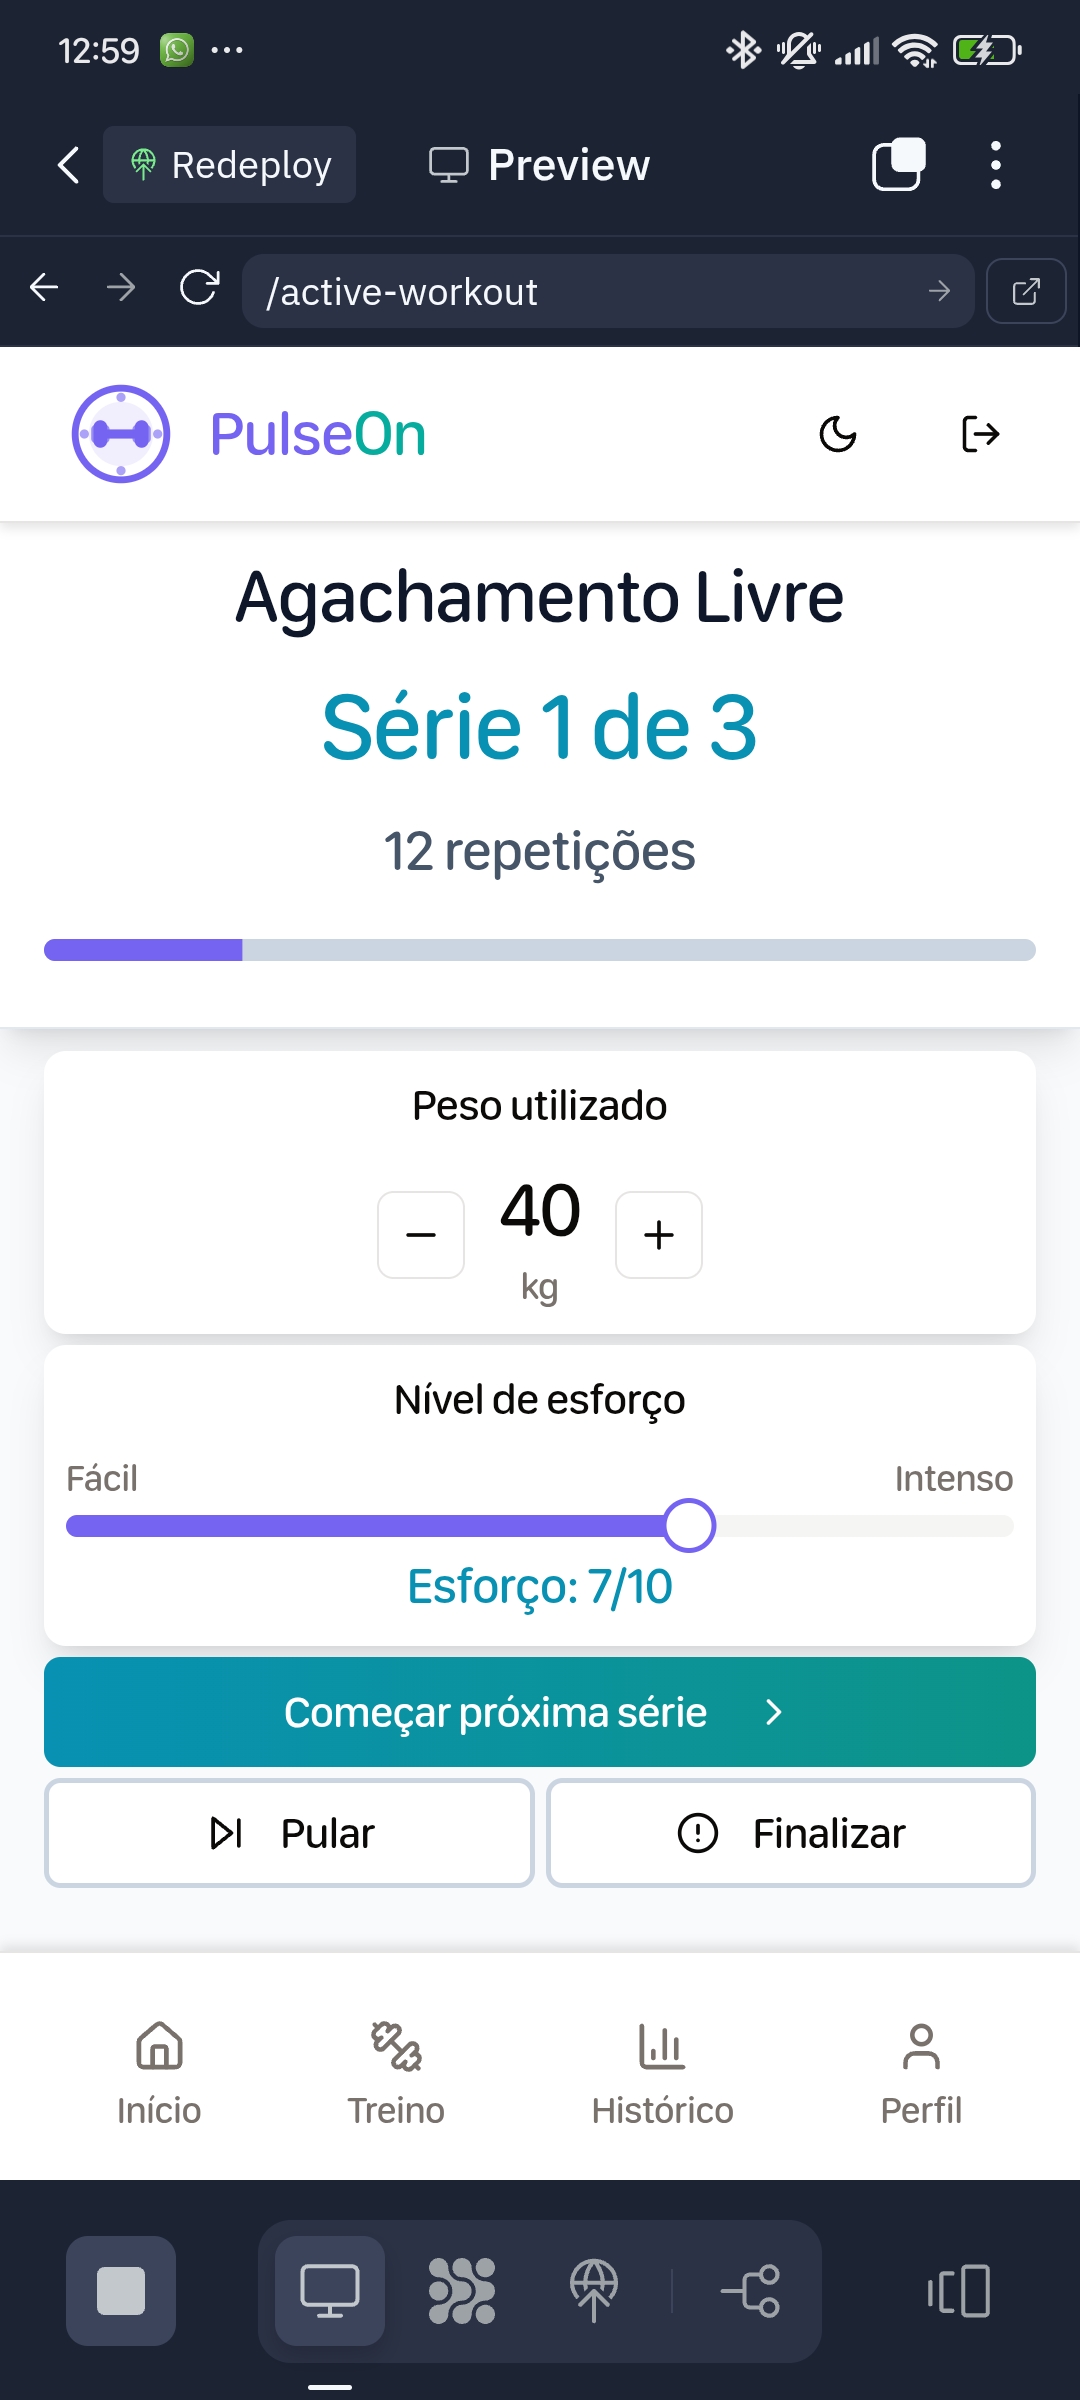 12:59
Redeploy
Preview
/active-workout
PulseOn
Agachamento Livre
Série 1 de 3
12 repetições
Peso utilizado
40
kg
Nível de esforço
Fácil Intenso
Esforço: 7/10
Começar próxima série
Pular
Finalizar
Início Treino Histórico Perfil